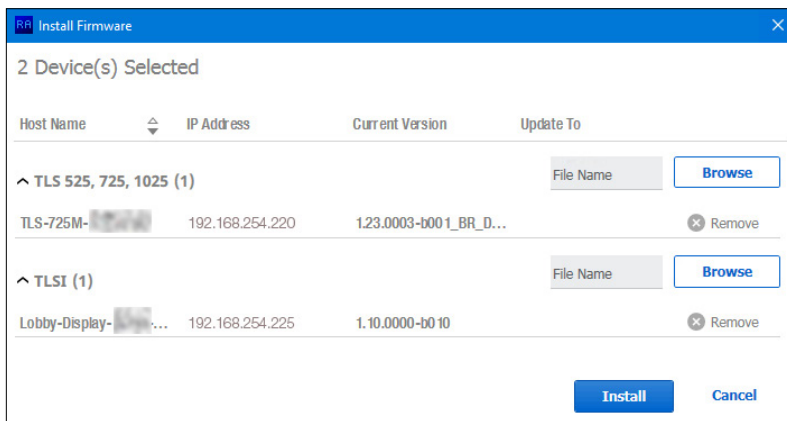 RA Install Firmware
2 Device(s) Selected
Host Name IP Address Current Version Update To
TLS 525, 725, 1025 (1) File Name Browse
TLS-725M- 192.168.254.220 1.23.0003-b001_BR_D... Remove
TLSI (1) File Name Browse
Lobby-Display- ... 192.168.254.225 1.10.0000-b010 Remove
Install Cancel